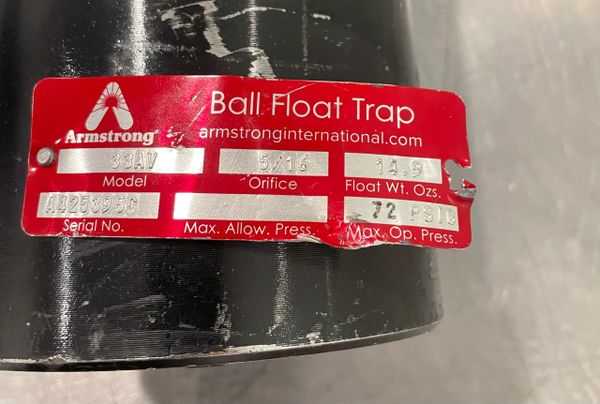 Ball Float Trap
Armstrong
armstronginternational.com
33AV 5/16 14.9
Model Orifice Float Wt. Ozs.
A425395C 72 PSIG
Serial No. Max. Allow. Press. Max. Op. Press.